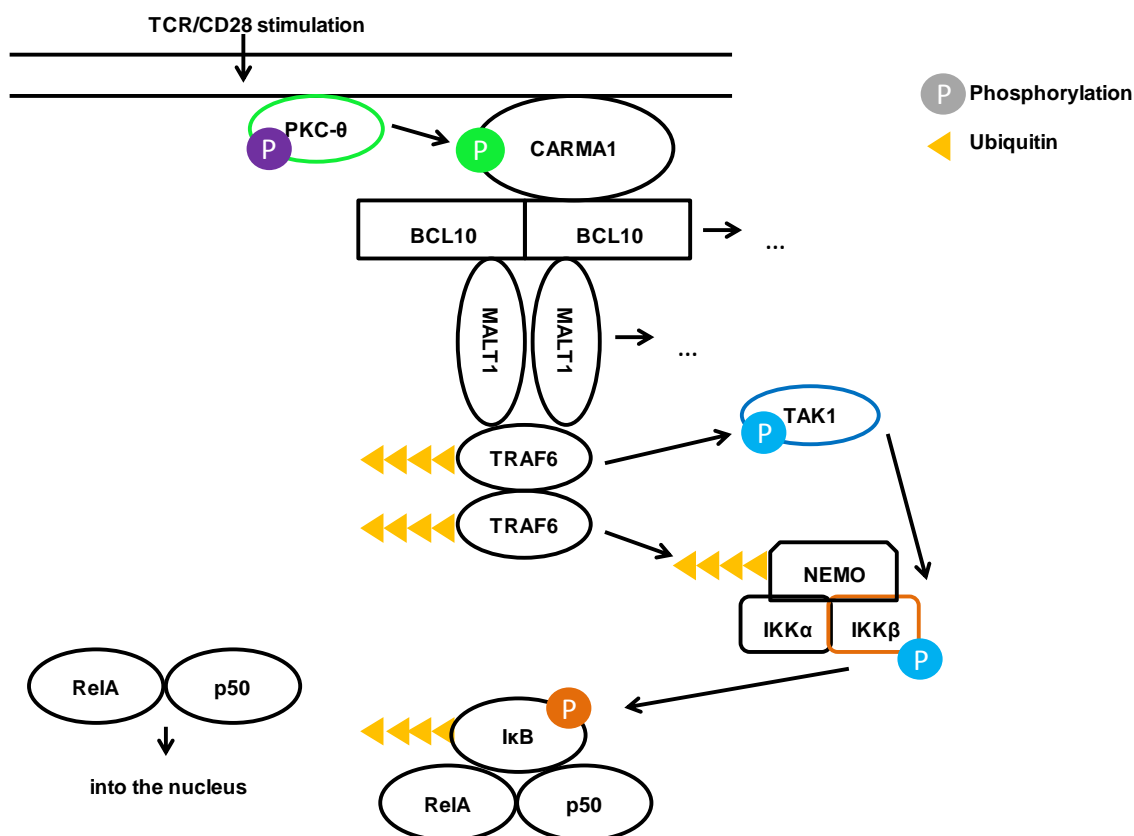 TCR/CD28 stimulation
P Phosphorylation
Ubiquitin
PKC-θ
P
P
CARMA1
BCL10 BCL10
...
MALT1 MALT1
...
TAK1
P
TRAF6
TRAF6
NEMO
IKKα IKKβ
P
RelA p50
into the nucleus
P
IκB
RelA p50